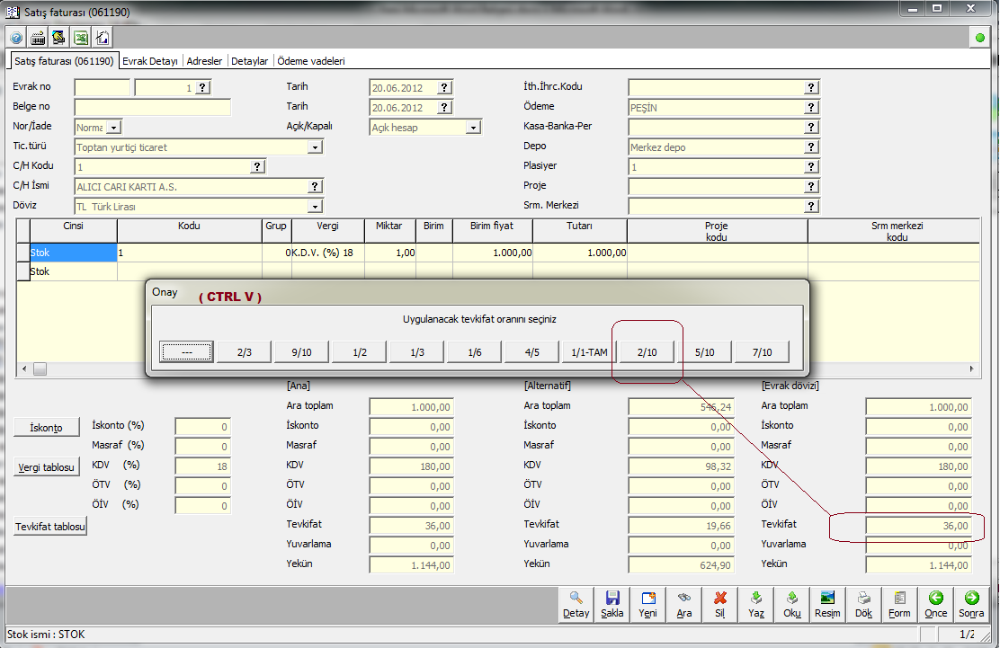 Satış faturası (061190)
Satış faturası (061190) Evrak Detayı Adresler Detaylar Ödeme vadeleri
Evrak no 1 ? Tarih 20.06.2012 ? İth.İhrc.Kodu ?
Belge no Tarih 20.06.2012 ? Ödeme PEŞİN ?
Nor/İade Norma Açık/Kapalı Açık hesap Kasa-Banka-Per ?
Tic.türü Toptan yurtiçi ticaret Depo Merkez depo ?
C/H Kodu 1 ? Plasiyer 1 ?
C/H İsmi ALICI CARI KARTI A.S. ? Proje ?
Döviz TL Türk Lirası Srm. Merkezi ?
Cinsi Kodu Grup Vergi Miktar Birim Birim fiyat Tutarı Proje kodu Srm merkezi kodu
Stok 1 0 K.D.V. (%) 18 1,00 1.000,00 1.000,00
Stok
Onay ( CTRL V )
Uygulanacak tevkifat oranını seçiniz
--- 2/3 9/10 1/2 1/3 1/6 4/5 1/1-TAM 2/10 5/10 7/10
[Ana] [Alternatif] [Evrak dövizi]
Ara toplam 1.000,00 Ara toplam 546,24 Ara toplam 1.000,00
İskonto İskonto (%) 0 İskonto 0,00 İskonto 0,00 İskonto 0,00
Masraf (%) 0 Masraf 0,00 Masraf 0,00 Masraf 0,00
Vergi tablosu KDV (%) 18 KDV 180,00 KDV 98,32 KDV 180,00
ÖTV (%) 0 ÖTV 0,00 ÖTV 0,00 ÖTV 0,00
ÖİV (%) 0 ÖİV 0,00 ÖİV 0,00 ÖİV 0,00
Tevkifat tablosu Tevkifat 36,00 Tevkifat 19,66 Tevkifat 36,00
Yuvarlama 0,00 Yuvarlama 0,00 Yuvarlama 0,00
Yekün 1.144,00 Yekün 624,90 Yekün 1.144,00
Detay Sakla Yeni Ara Sil Yaz Oku Resim Dök Form Önce Sonra
Stok ismi : STOK 1/2